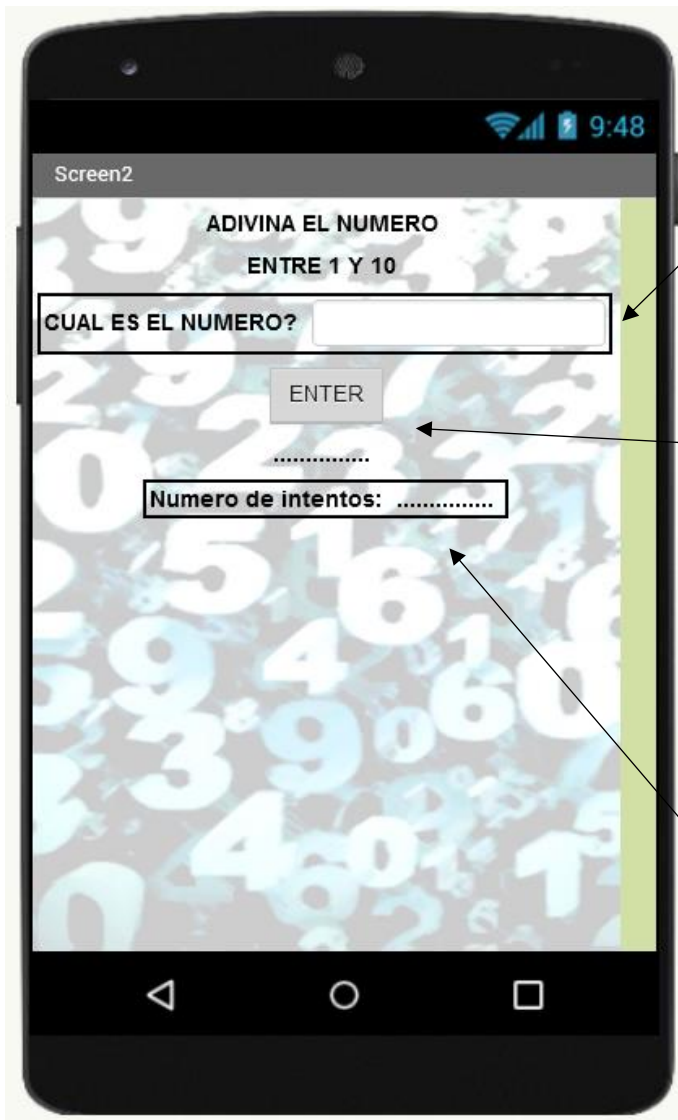 9:48
Screen2
ADIVINA EL NUMERO
ENTRE 1 Y 10
CUAL ES EL NUMERO?
ENTER
...............
Numero de intentos: ...............